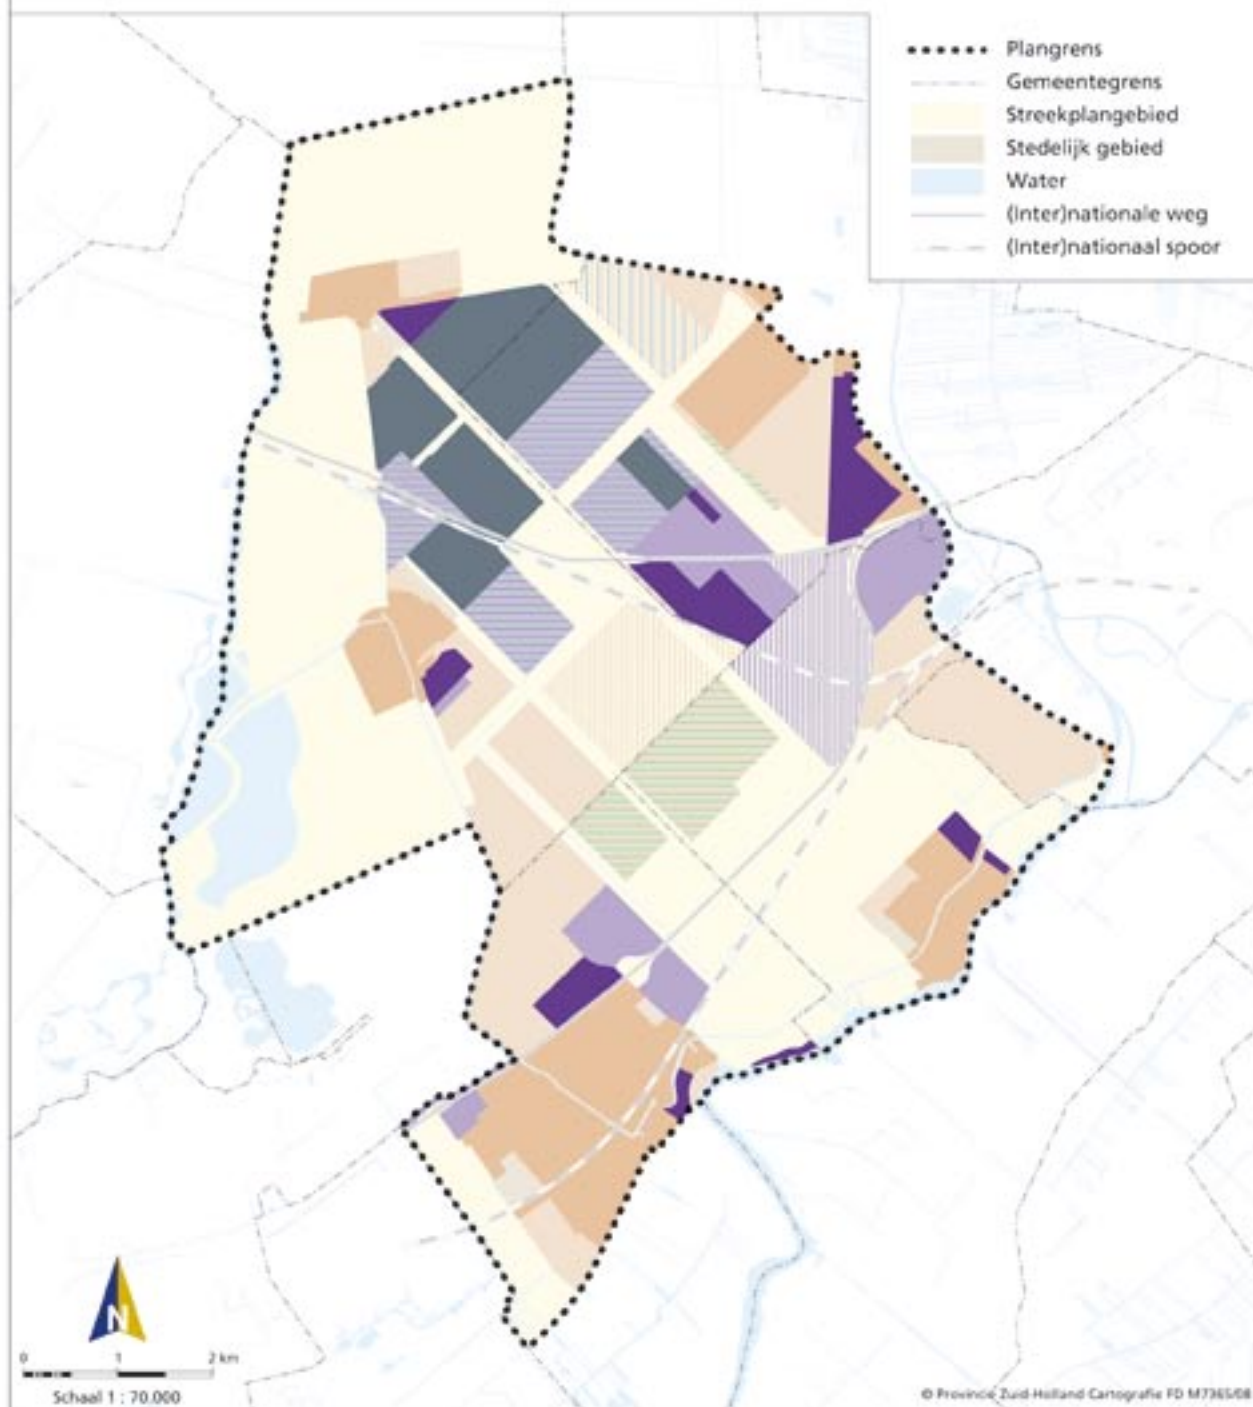 Plangrens
Gemeentegrens
Streekplangebied
Stedelijk gebied
Water
(Inter)nationale weg
(Inter)nationaal spoor
N
0 1 2 km
Schaal 1 : 70.000
© Provincie Zuid-Holland Cartografie FD M7365/08